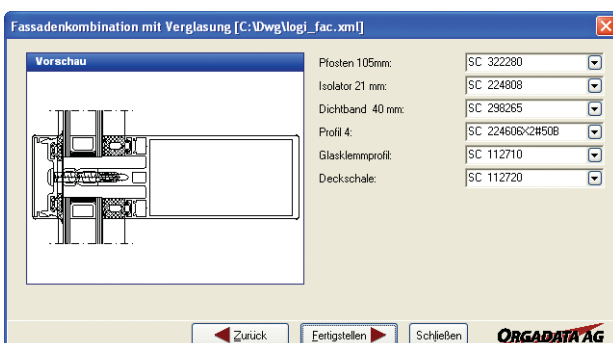 Fassadenkombination mit Verglasung [C:\Dwg\logi_fac.xml]
Vorschau
Pfosten 105mm: SC 322280
Isolator 21 mm: SC 224808
Dichtband 40 mm: SC 298265
Profil 4: SC 224606X2#50B
Glasklemmprofil: SC 112710
Deckschale: SC 112720
Zurück Fertigstellen Schließen ORGADATA AG